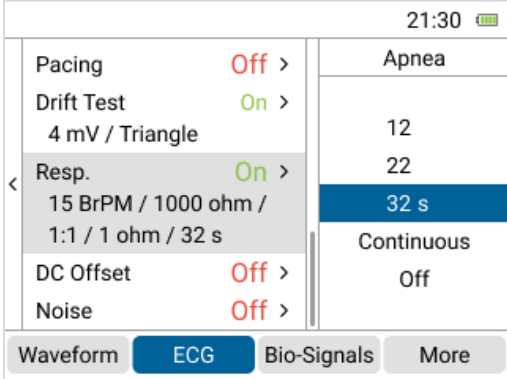 21:30
Pacing Off >
Drift Test On >
4 mV / Triangle
Resp. On >
15 BrPM / 1000 ohm /
1:1 / 1 ohm / 32 s
DC Offset Off >
Noise Off >
<
Apnea
12
22
32 s
Continuous
Off
Waveform ECG Bio-Signals More